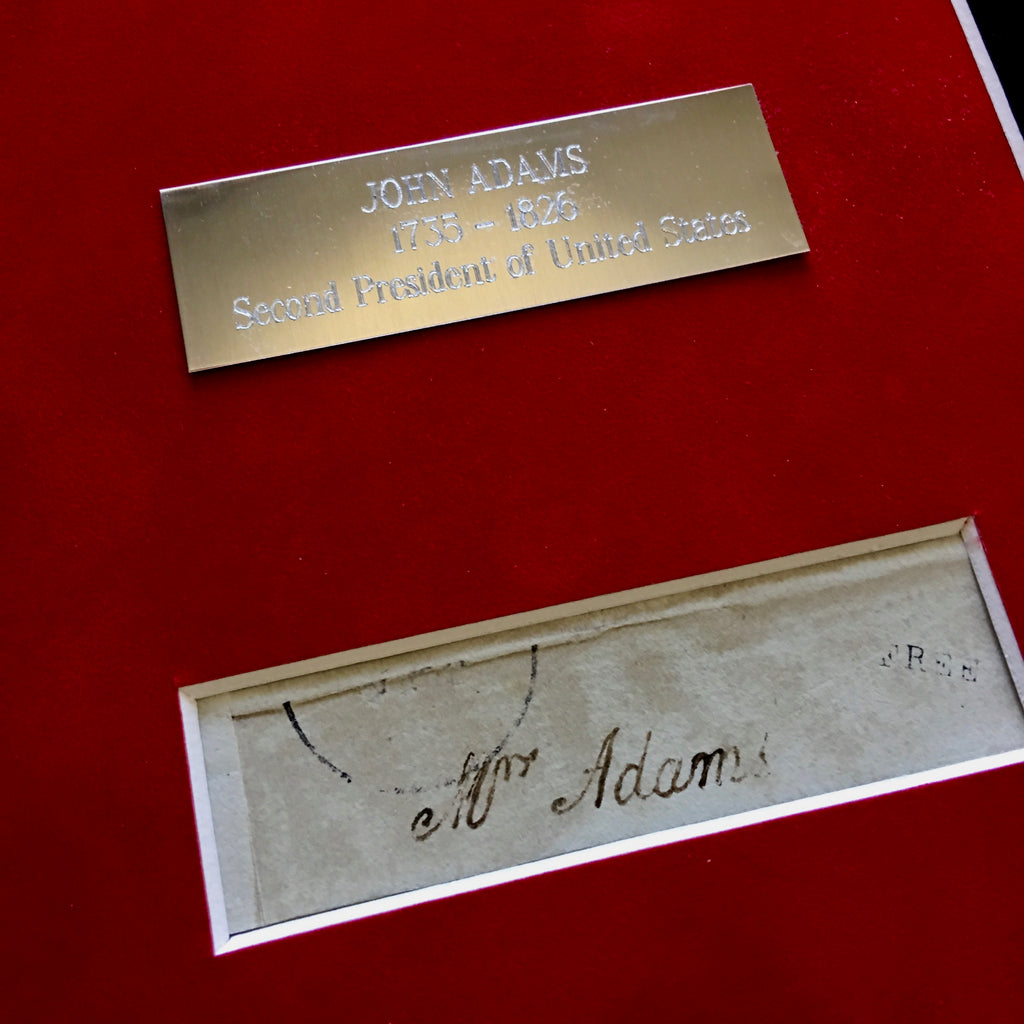 JOHN ADAMS
1735 – 1826
Second President of United States
FREE
Mr Adams